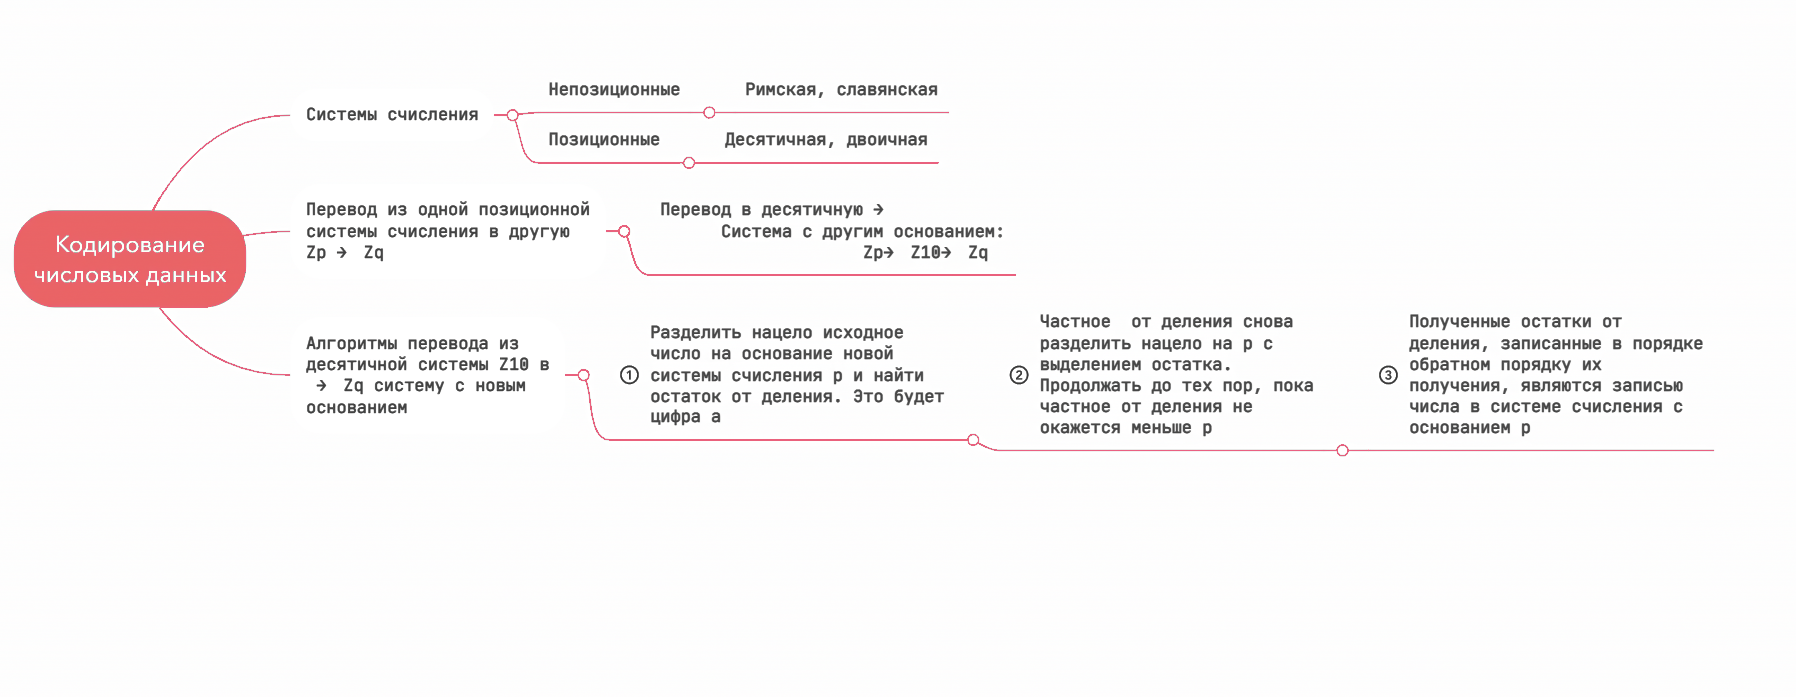 Кодирование
числовых данных
Системы счисления
Непозиционные
Римская, славянская
Позиционные
Десятичная, двоичная
Перевод из одной позиционной
системы счисления в другую
Zp → Zq
Перевод в десятичную →
Система с другим основанием:
Zp→ Z10→ Zq
Алгоритмы перевода из
десятичной системы Z10 в
→ Zq систему с новым
основанием
1
Разделить нацело исходное
число на основание новой
системы счисления p и найти
остаток от деления. Это будет
цифра а
2
Частное от деления снова
разделить нацело на p с
выделением остатка.
Продолжать до тех пор, пока
частное от деления не
окажется меньше p
3
Полученные остатки от
деления, записанные в порядке
обратном порядку их
получения, являются записью
числа в системе счисления с
основанием p